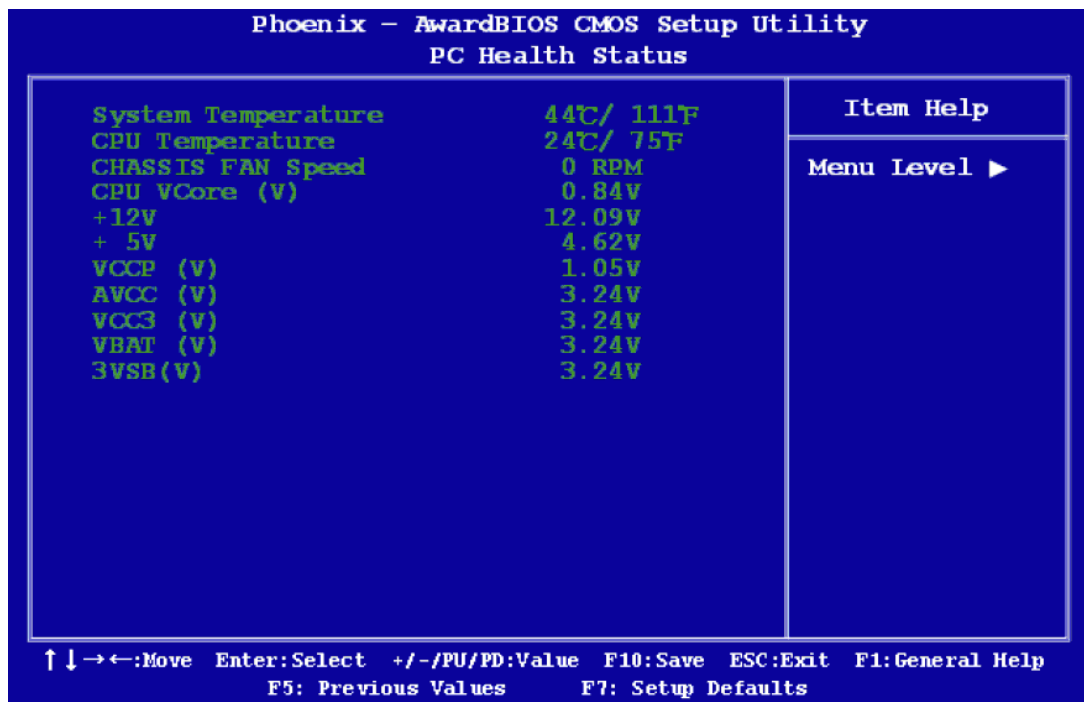 Phoenix — AwardBIOS CMOS Setup Utility
PC Health Status
System Temperature 44℃/ 111℉
CPU Temperature 24℃/ 75℉
CHASSIS FAN Speed 0 RPM
CPU VCore (V) 0.84V
+12V 12.09V
+ 5V 4.62V
VCCP (V) 1.05V
AVCC (V) 3.24V
VCC3 (V) 3.24V
VBAT (V) 3.24V
3VSB(V) 3.24V
Item Help
Menu Level ▶
↑↓→←:Move Enter:Select +/-/PU/PD:Value F10:Save ESC:Exit F1:General Help
F5: Previous Values F7: Setup Defaults